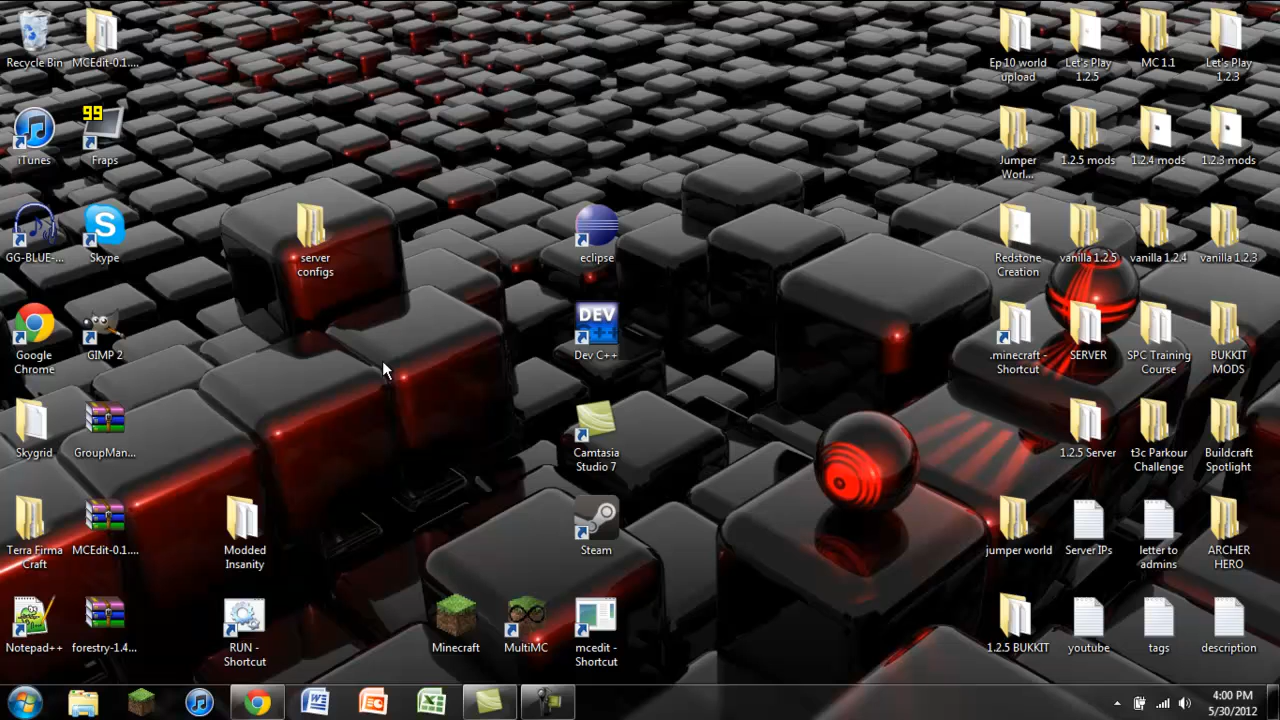 Recycle Bin
MCEdit-0.1....
Ep 10 world
upload
Let's Play
1.2.5
MC 1.1
Let's Play
1.2.3
iTunes
99
Fraps
Jumper
Worl...
1.2.5 mods
1.2.4 mods
1.2.3 mods
GG-BLUE-...
S
Skype
server
configs
eclipse
Redstone
Creation
vanilla 1.2.5
vanilla 1.2.4
vanilla 1.2.3
Google
Chrome
GIMP 2
DEV
C++
Dev C++
.minecraft -
Shortcut
SERVER
SPC Training
Course
BUKKIT
MODS
Skygrid
GroupMan...
Camtasia
Studio 7
1.2.5 Server
t3c Parkour
Challenge
Buildcraft
Spotlight
Terra Firma
Craft
MCEdit-0.1....
Modded
Insanity
Steam
jumper world
Server IPs
letter to
admins
ARCHER
HERO
Notepad++
forestry-1.4...
RUN -
Shortcut
Minecraft
MultiMC
mcedit -
Shortcut
1.2.5 BUKKIT
youtube
tags
description
4:00 PM
5/30/2012